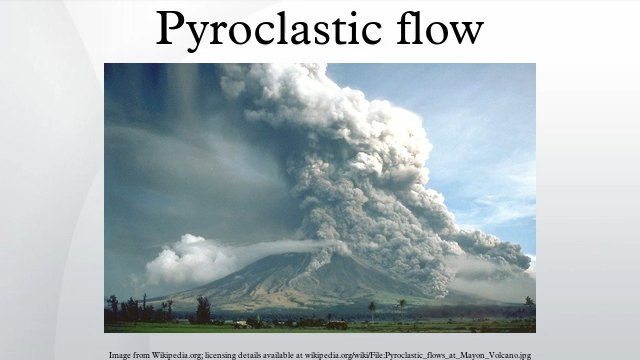 Pyroclastic flow
Image from Wikipedia.org; licensing details available at wikipedia.org/wiki/File:Pyroclastic_flows_at_Mayon_Volcano.jpg